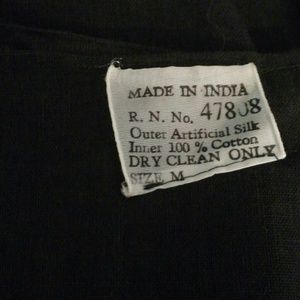 MADE IN INDIA
R. N. No. 47808
Outer Artificial Silk
Inner 100 % Cotton
DRY CLEAN ONLY
SIZE M